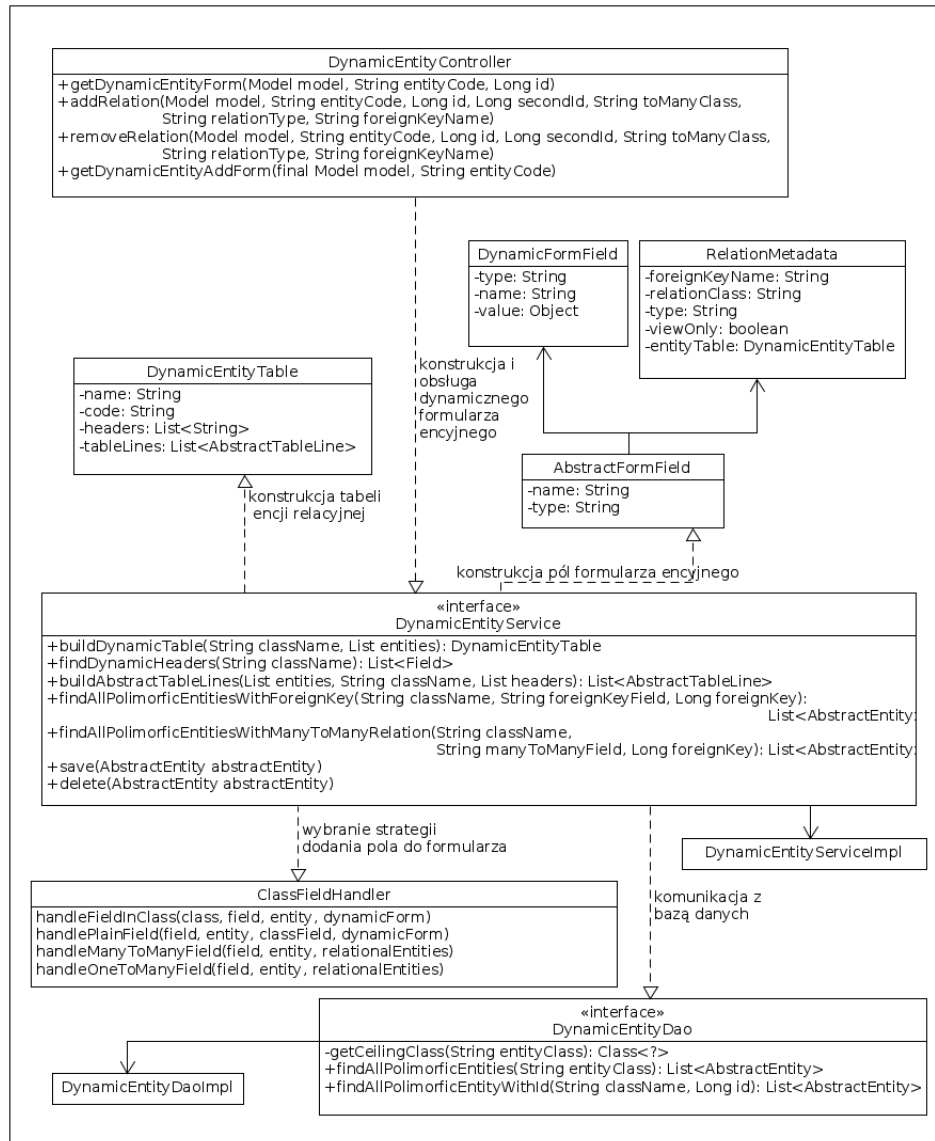 DynamicEntityController
+getDynamicEntityForm(Model model, String entityCode, Long id)
+addRelation(Model model, String entityCode, Long id, Long secondId, String toManyClass,
String relationType, String foreignKeyName)
+removeRelation(Model model, String entityCode, Long id, Long secondId, String toManyClass,
String relationType, String foreignKeyName)
+getDynamicEntityAddForm(final Model model, String entityCode)
DynamicFormField
-type: String
-name: String
-value: Object
RelationMetadata
-foreignKeyName: String
-relationClass: String
-type: String
-viewOnly: boolean
-entityTable: DynamicEntityTable
konstrukcja i
obsługa
dynamicznego
formularza
encyjnego
DynamicEntityTable
-name: String
-code: String
-headers: List<String>
-tableLines: List<AbstractTableLine>
AbstractFormField
-name: String
-type: String
konstrukcja tabeli
encji relacyjnej
konstrukcja pól formularza encyjnego
«interface»
DynamicEntityService
+buildDynamicTable(String className, List entities): DynamicEntityTable
+findDynamicHeaders(String className): List<Field>
+buildAbstractTableLines(List entities, String className, List headers): List<AbstractTableLine>
+findAllPolimorficEntitiesWithForeignKey(String className, String foreignKeyField, Long foreignKey):
List<AbstractEntity>
+findAllPolimorficEntitiesWithManyToManyRelation(String className,
String manyToManyField, Long foreignKey): List<AbstractEntity>
+save(AbstractEntity abstractEntity)
+delete(AbstractEntity abstractEntity)
wybranie strategii
dodania pola do formularza
DynamicEntityServiceImpl
ClassFieldHandler
handleFieldInClass(class, field, entity, dynamicForm)
handlePlainField(field, entity, classField, dynamicForm)
handleManyToManyField(field, entity, relationalEntities)
handleOneToManyField(field, entity, relationalEntities)
komunikacja z
bazą danych
«interface»
DynamicEntityDao
-getCeilingClass(String entityClass): Class<?>
+findAllPolimorficEntities(String entityClass): List<AbstractEntity>
+findAllPolimorficEntityWithId(String className, Long id): List<AbstractEntity>
DynamicEntityDaoImpl